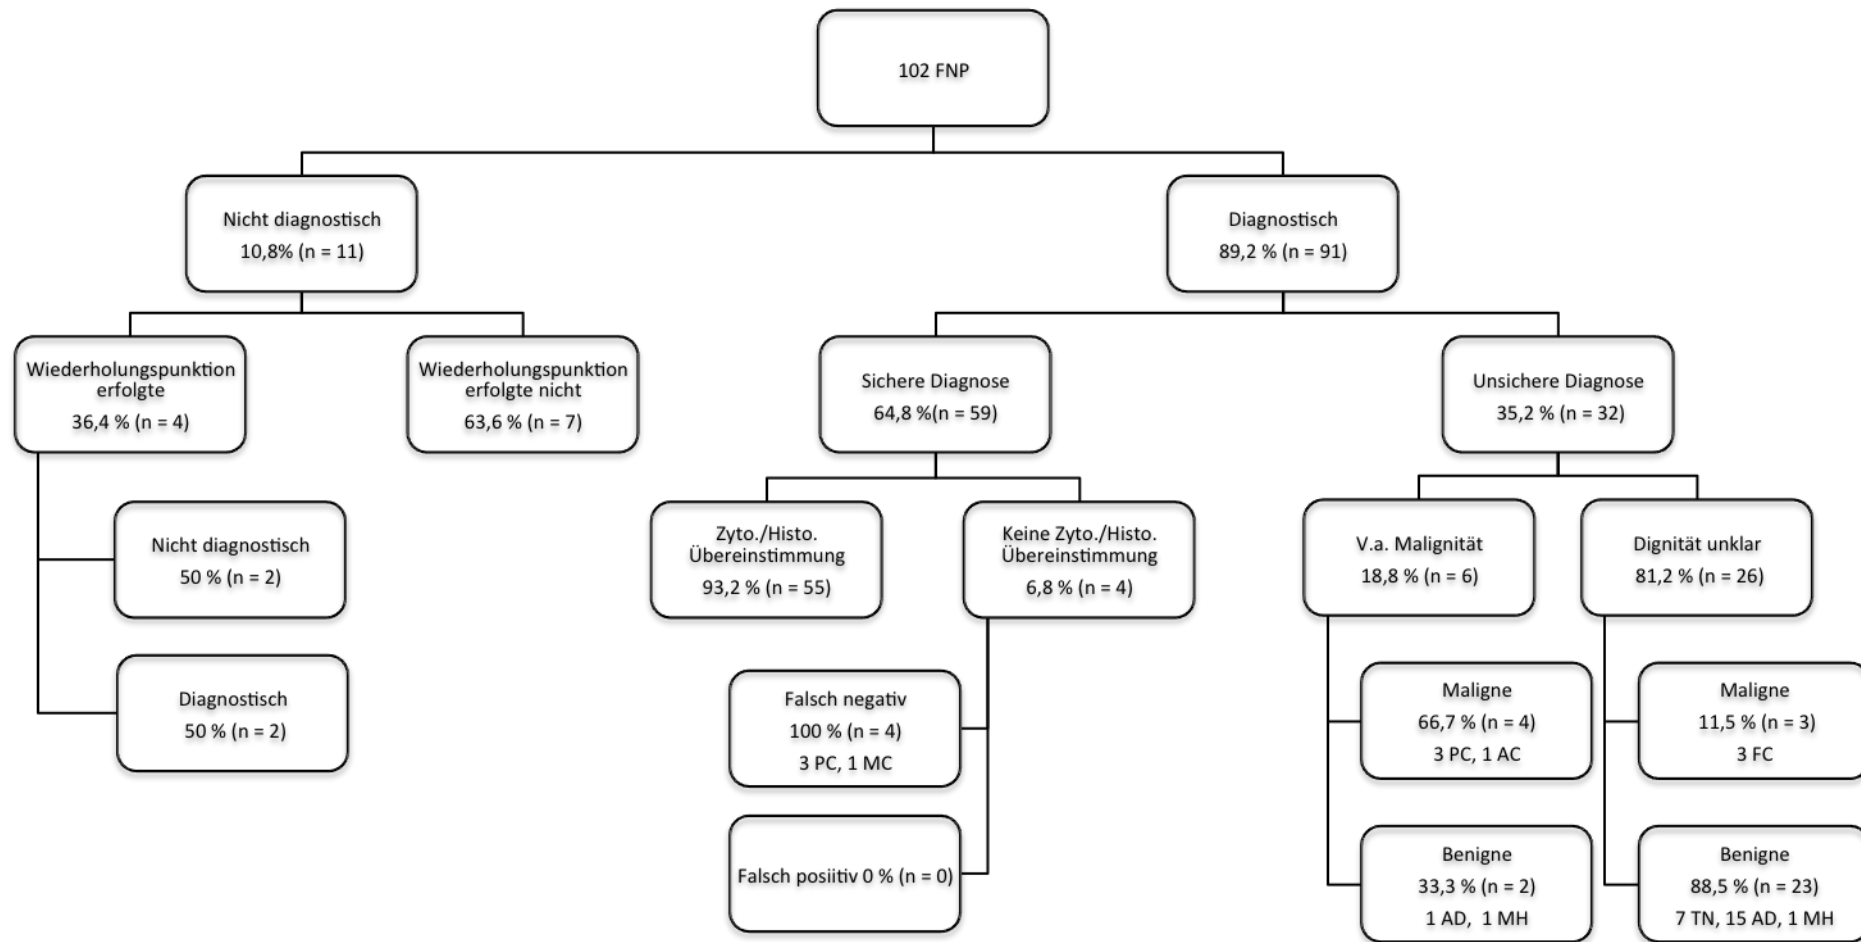 102 FNP
Nicht diagnostisch
10,8% (n = 11)
Diagnostisch
89,2 % (n = 91)
Wiederholungspunktion
erfolgte
36,4 % (n = 4)
Wiederholungspunktion
erfolgte nicht
63,6 % (n = 7)
Sichere Diagnose
64,8 %(n = 59)
Unsichere Diagnose
35,2 % (n = 32)
Nicht diagnostisch
50 % (n = 2)
Diagnostisch
50 % (n = 2)
Zyto./Histo.
Übereinstimmung
93,2 % (n = 55)
Keine Zyto./Histo.
Übereinstimmung
6,8 % (n = 4)
V.a. Malignität
18,8 % (n = 6)
Dignität unklar
81,2 % (n = 26)
Falsch negativ
100 % (n = 4)
3 PC, 1 MC
Falsch posiitiv 0 % (n = 0)
Maligne
66,7 % (n = 4)
3 PC, 1 AC
Benigne
33,3 % (n = 2)
1 AD, 1 MH
Maligne
11,5 % (n = 3)
3 FC
Benigne
88,5 % (n = 23)
7 TN, 15 AD, 1 MH